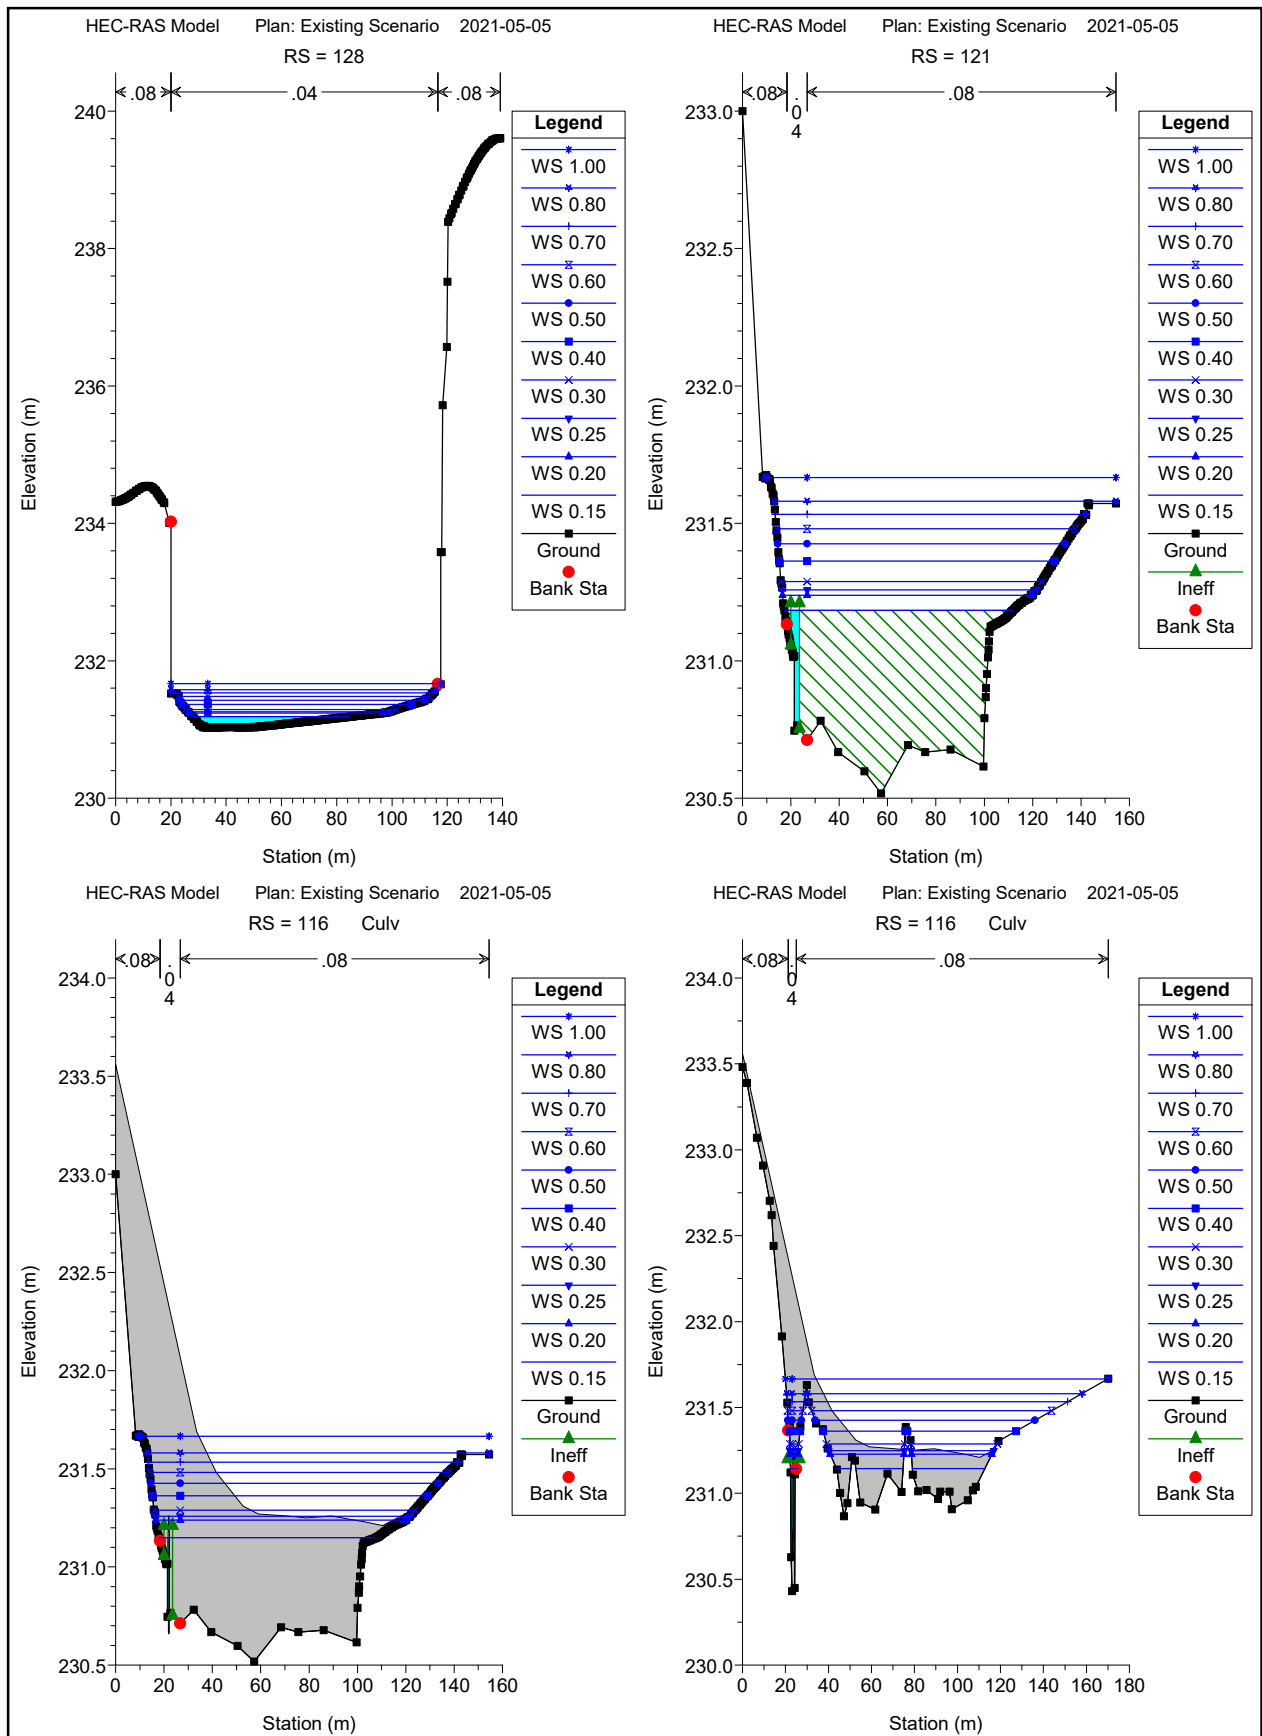 HEC-RAS Model Plan: Existing Scenario 2021-05-05
RS = 128
.08 .04 .08
Elevation (m)
240
238
236
234
232
230
0 20 40 60 80 100 120 140
Station (m)
Legend
WS 1.00
WS 0.80
WS 0.70
WS 0.60
WS 0.50
WS 0.40
WS 0.30
WS 0.25
WS 0.20
WS 0.15
Ground
Bank Sta
HEC-RAS Model Plan: Existing Scenario 2021-05-05
RS = 121
.08 .04 .08
Elevation (m)
233.0
232.5
232.0
231.5
231.0
230.5
0 20 40 60 80 100 120 140 160
Station (m)
Legend
WS 1.00
WS 0.80
WS 0.70
WS 0.60
WS 0.50
WS 0.40
WS 0.30
WS 0.25
WS 0.20
WS 0.15
Ground
Ineff
Bank Sta
HEC-RAS Model Plan: Existing Scenario 2021-05-05
RS = 116 Culv
.08 .04 .08
Elevation (m)
234.0
233.5
233.0
232.5
232.0
231.5
231.0
230.5
0 20 40 60 80 100 120 140 160
Station (m)
Legend
WS 1.00
WS 0.80
WS 0.70
WS 0.60
WS 0.50
WS 0.40
WS 0.30
WS 0.25
WS 0.20
WS 0.15
Ground
Ineff
Bank Sta
HEC-RAS Model Plan: Existing Scenario 2021-05-05
RS = 116 Culv
.08 .04 .08
Elevation (m)
234.0
233.5
233.0
232.5
232.0
231.5
231.0
230.5
230.0
0 20 40 60 80 100 120 140 160 180
Station (m)
Legend
WS 1.00
WS 0.80
WS 0.70
WS 0.60
WS 0.50
WS 0.40
WS 0.30
WS 0.25
WS 0.20
WS 0.15
Ground
Ineff
Bank Sta